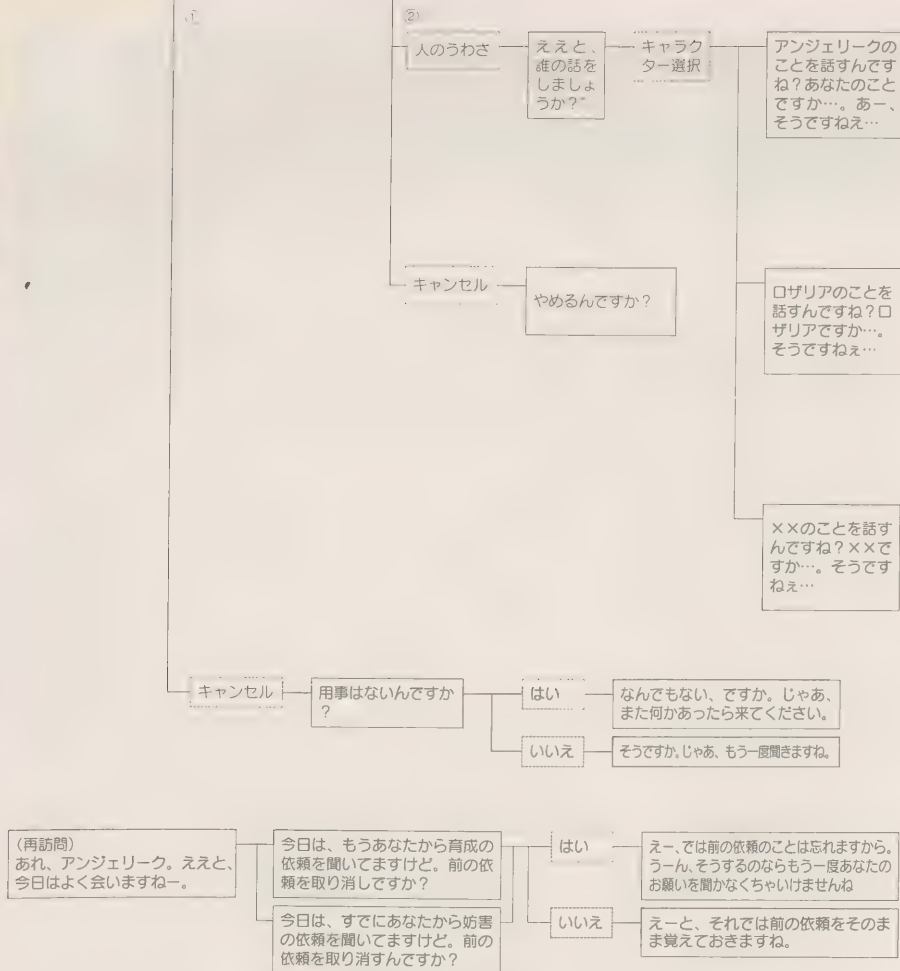 ①
②
人のうわさ
ええと、
誰の話を
しましょ
うか?
キャラク
ター選択
アンジェリークの
ことを話すんです
ね?あなたのこと
ですか…。あー、
そうですねえ…
キャンセル
やめるんですか?
ロザリアのことを
話すんですね?ロ
ザリアですか…。
そうですねぇ…
××のことを話す
んですね?××で
すか…。そうです
ねぇ…
キャンセル
用事はないんですか
?
はい
なんでもない、ですか。じゃあ、
また何かあったら来てください。
いいえ
そうですか。じゃあ、もう一度聞きますね。
(再訪問)
あれ、アンジェリーク。ええと、
今日はよく会いますねー。
今日は、もうあなたから育成の
依頼を聞いてますけど。前の依
頼を取り消しですか?
今日は、すでにあなたから妨害
の依頼を聞いてますけど。前の
依頼を取り消すんですか?
はい
えー、では前の依頼のことは忘れますから。
うーん、そうするのならもう一度あなたの
お願いを聞かなくちゃいけませんね
いいえ
えーと、それでは前の依頼をそのま
ま覚えておきますね。